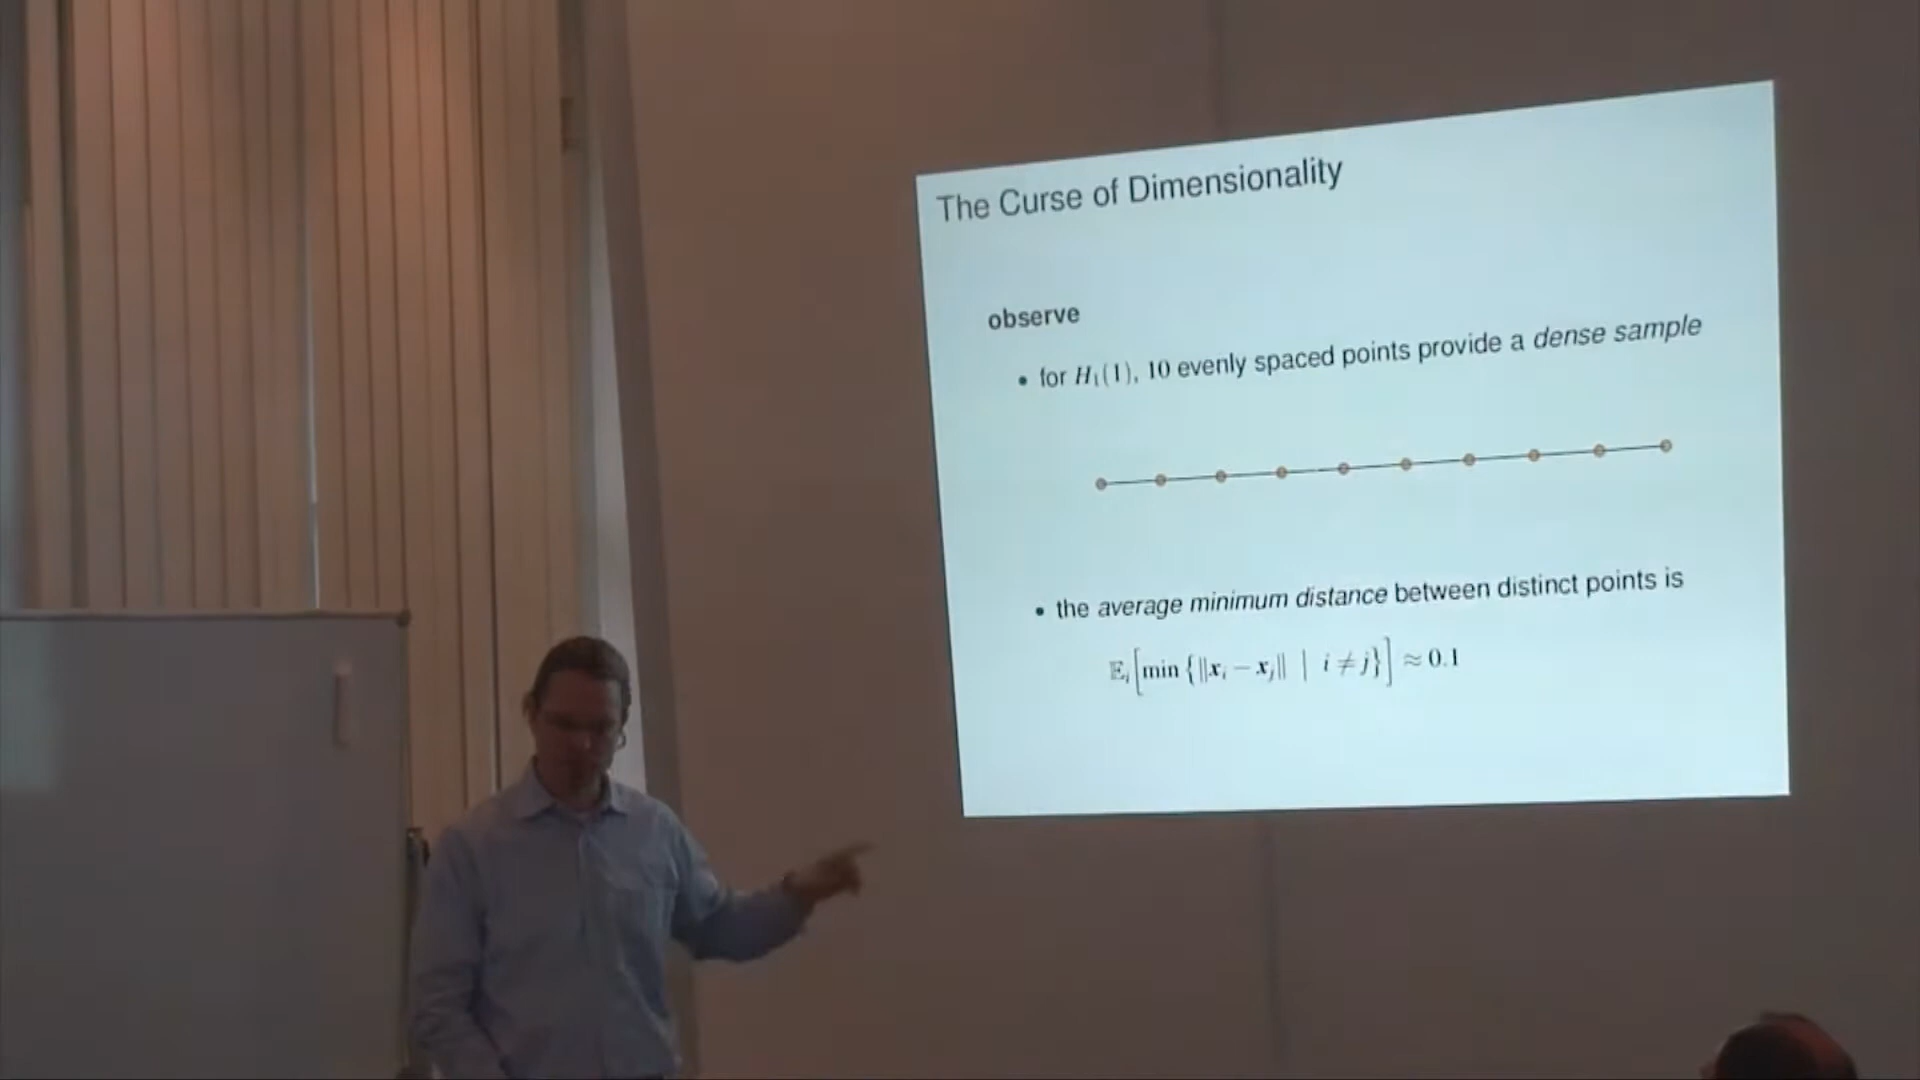 The Curse of Dimensionality
observe
• for H₁(1), 10 evenly spaced points provide a dense sample
• the average minimum distance between distinct points is
𝔼ᵢ[min {‖xᵢ − xⱼ‖ | i ≠ j}] ≈ 0.1